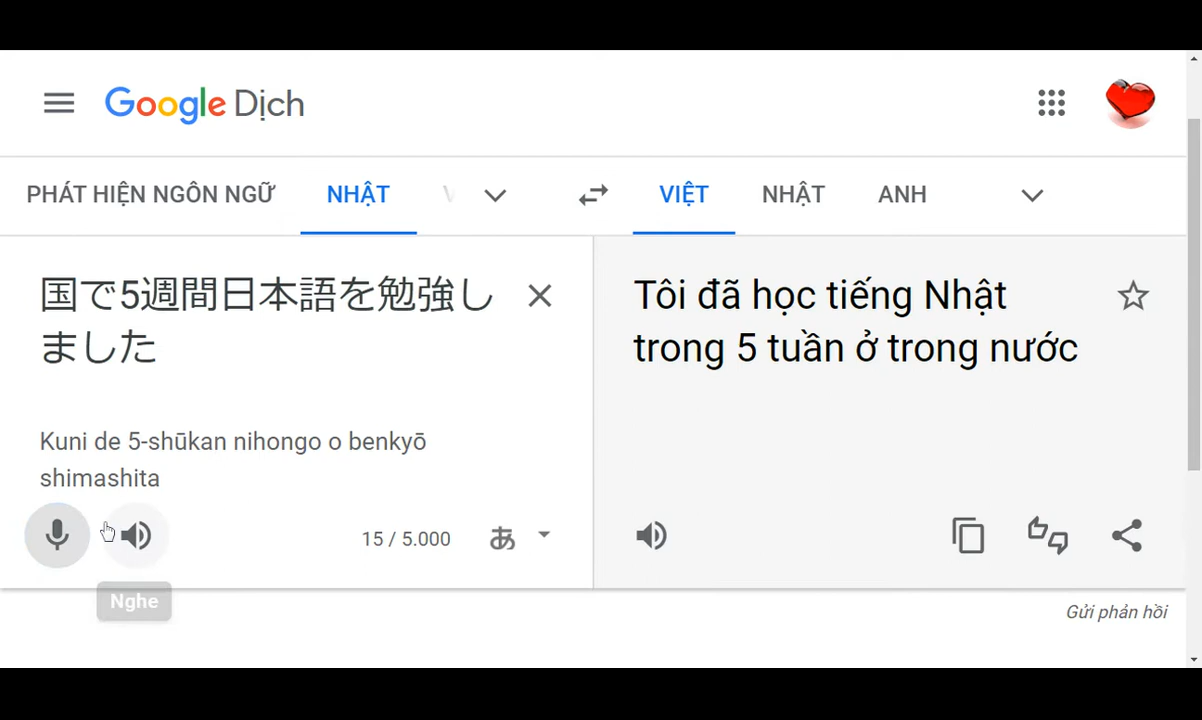 Google Dịch
PHÁT HIỆN NGÔN NGỮ NHẬT VIỆT NHẬT ANH
国で5週間日本語を勉強し
ました
Kuni de 5-shūkan nihongo o benkyō
shimashita
15 / 5.000 あ
Nghe
Tôi đã học tiếng Nhật
trong 5 tuần ở trong nước
Gửi phản hồi